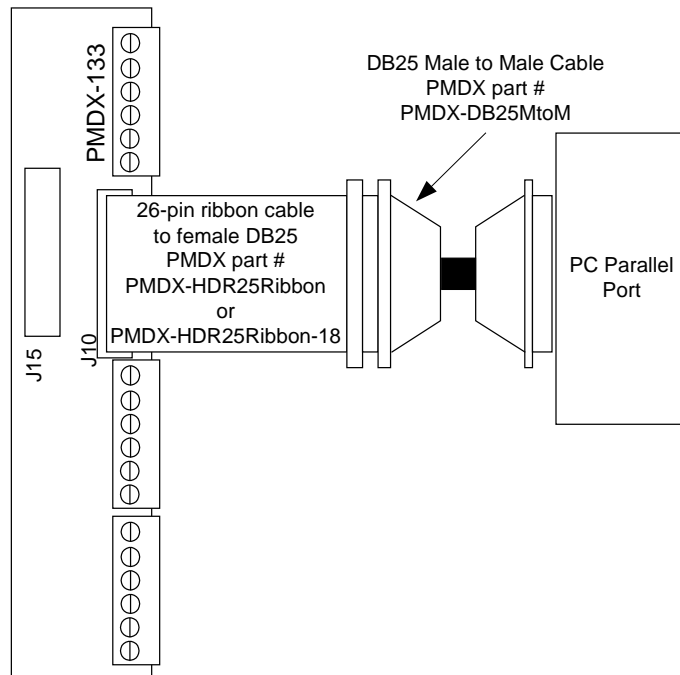 PMDX-133
DB25 Male to Male Cable
PMDX part #
PMDX-DB25MtoM
26-pin ribbon cable
to female DB25
PMDX part #
PMDX-HDR25Ribbon
or
PMDX-HDR25Ribbon-18
PC Parallel
Port
J15
J10